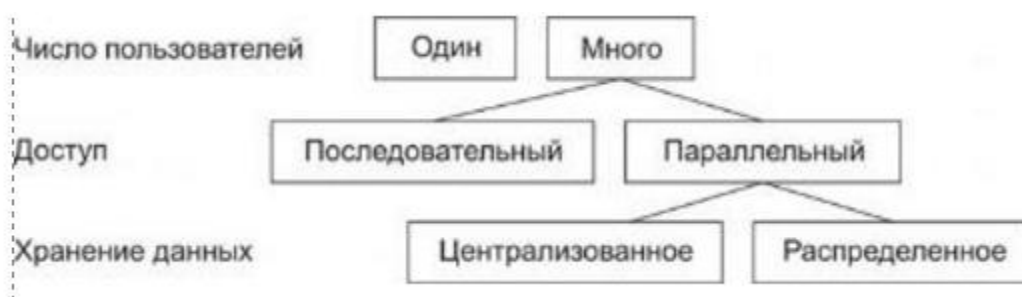 Число пользователей Один Много
Доступ Последовательный Параллельный
Хранение данных Централизованное Распределенное